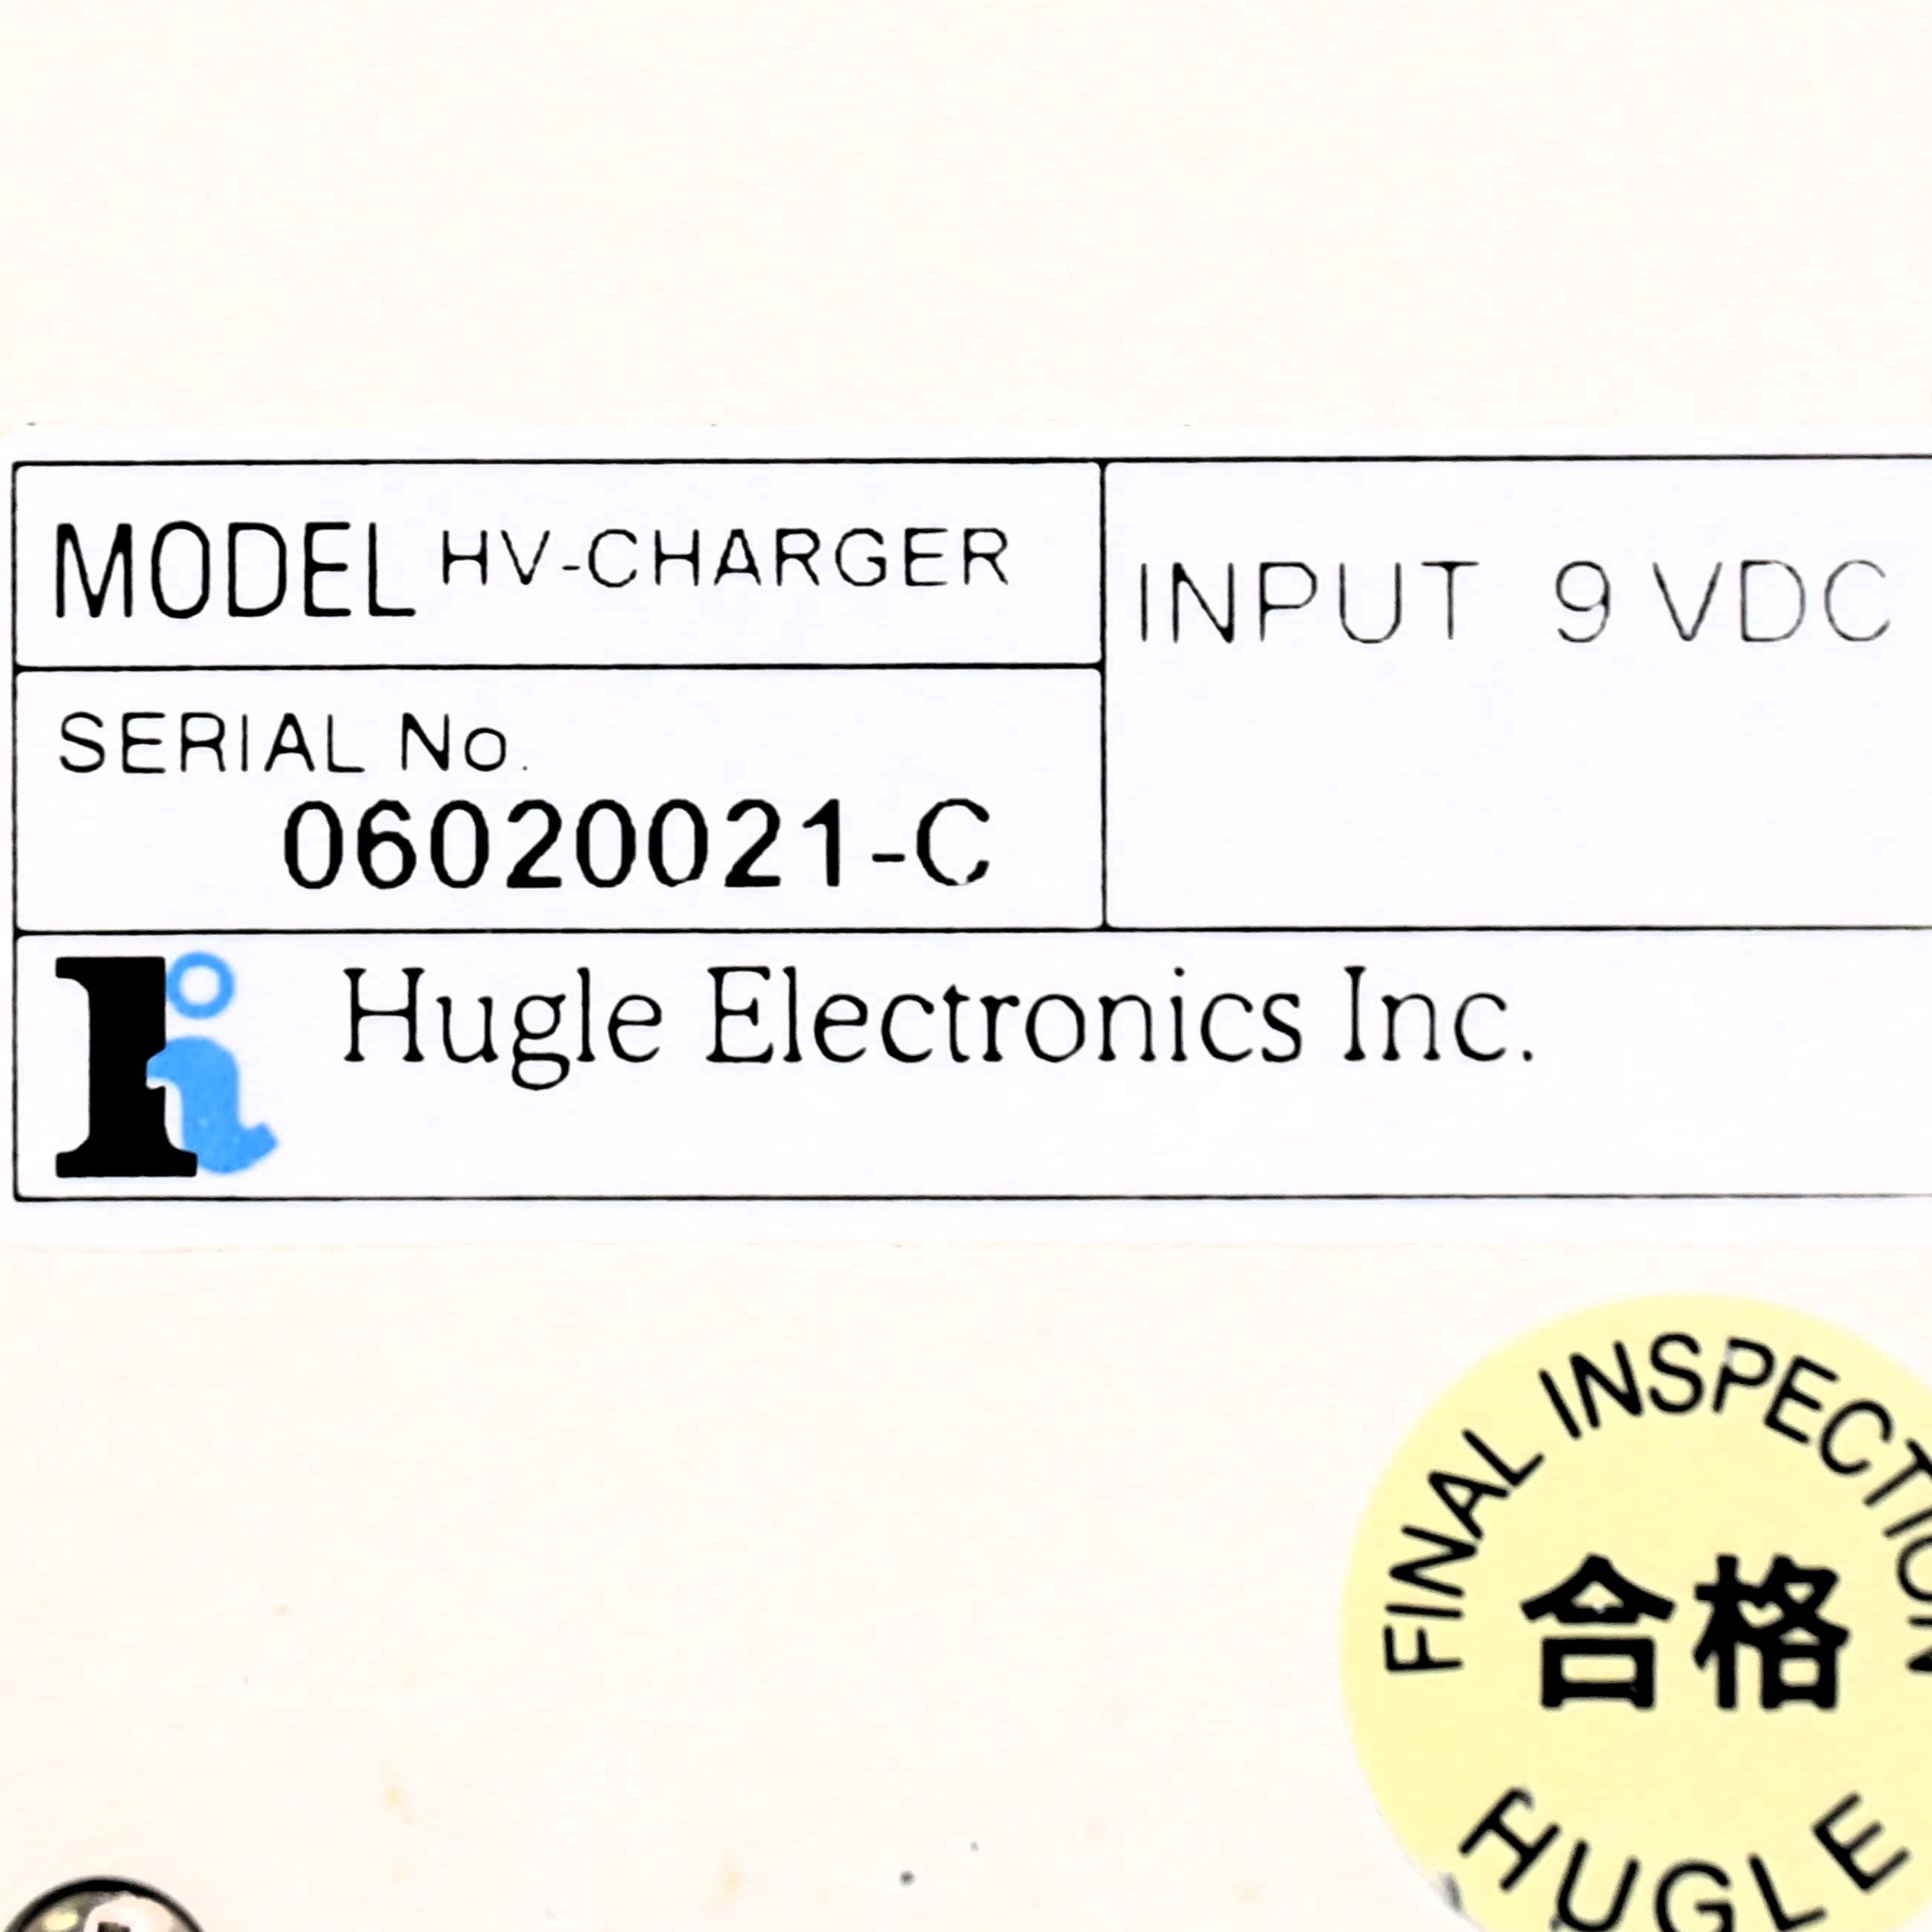 MODEL HV-CHARGER
INPUT 9 VDC
SERIAL No.
06020021-C
Hugle Electronics Inc.
FINAL INSPECTION
合格
HUGLE